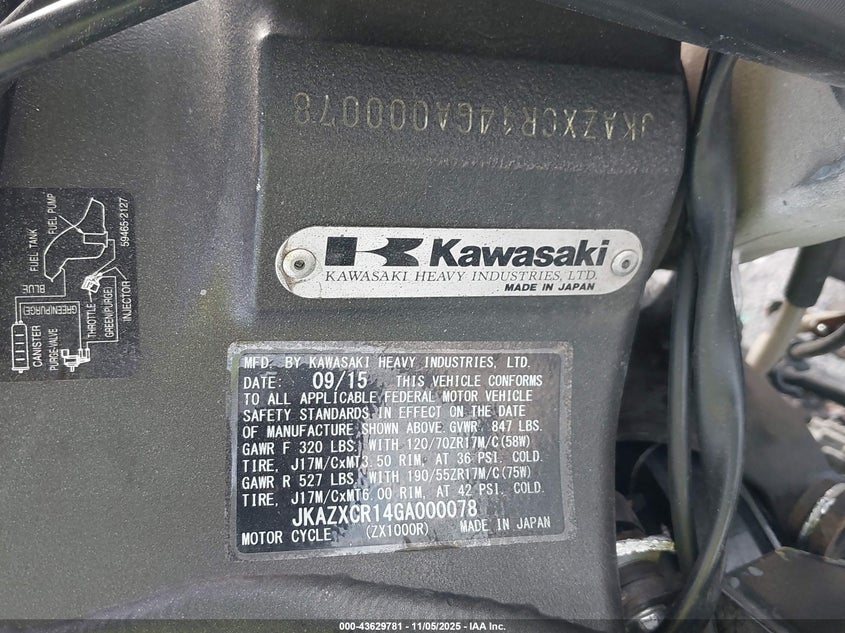 JKAZXCR14GA000078
FUEL TANK
FUEL PUMP
BLUE
59465-2127
GREEN(PURGE)
CANISTER
PURGE-VALVE
THROTTLE
GREEN(PURGE)
INJECTOR
Kawasaki
KAWASAKI HEAVY INDUSTRIES, LTD.
MADE IN JAPAN
MFD. BY KAWASAKI HEAVY INDUSTRIES, LTD.
DATE: 09/15 THIS VEHICLE CONFORMS
TO ALL APPLICABLE FEDERAL MOTOR VEHICLE
SAFETY STANDARDS IN EFFECT ON THE DATE
OF MANUFACTURE SHOWN ABOVE. GVWR 847 LBS.
GAWR F 320 LBS. WITH 120/70ZR17M/C(58W)
TIRE, J17M/CxMT3.50 RIM, AT 36 PSI. COLD.
GAWR R 527 LBS. WITH 190/55ZR17M/C(75W)
TIRE, J17M/CxMT6.00 RIM, AT 42 PSI. COLD.
JKAZXCR14GA000078
MOTOR CYCLE (ZX1000R) MADE IN JAPAN
000-43629781 - 11/05/2025 - IAA Inc.